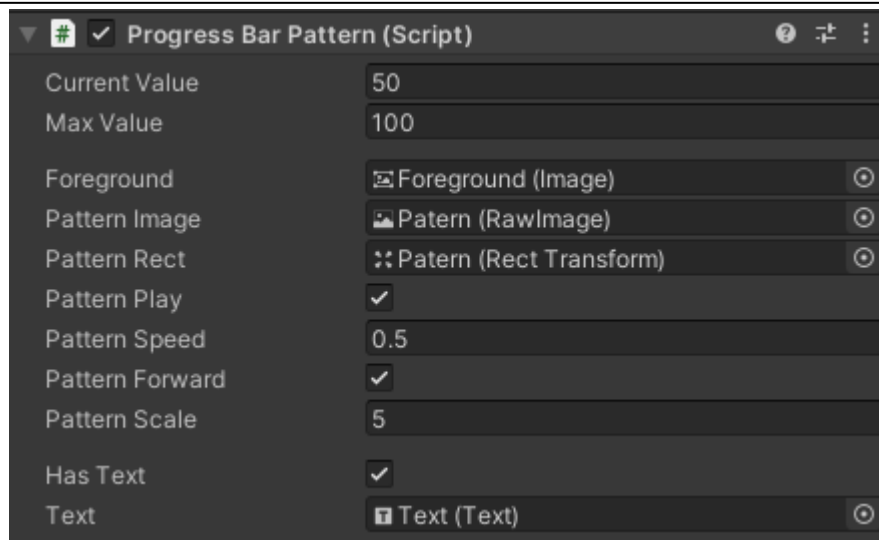 Progress Bar Pattern (Script)
Current Value 50
Max Value 100
Foreground Foreground (Image)
Pattern Image Patern (RawImage)
Pattern Rect Patern (Rect Transform)
Pattern Play
Pattern Speed 0.5
Pattern Forward
Pattern Scale 5
Has Text
Text Text (Text)